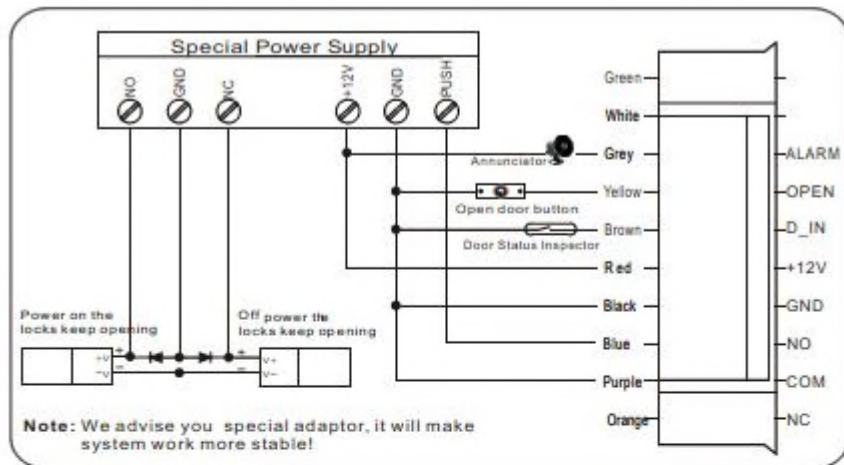 Special Power Supply
NO
GND
NC
+12V
GND
PUSH
Green
White
Annunciator
Grey
ALARM
Open door button
Yellow
OPEN
Door Status Inspector
Brown
D_IN
Red
+12V
Black
GND
Blue
NO
Purple
COM
Orange
NC
Power on the
locks keep opening
Off power the
locks keep opening
+V + + V+
-V - - V-
Note: We advise you special adaptor, it will make
system work more stable!